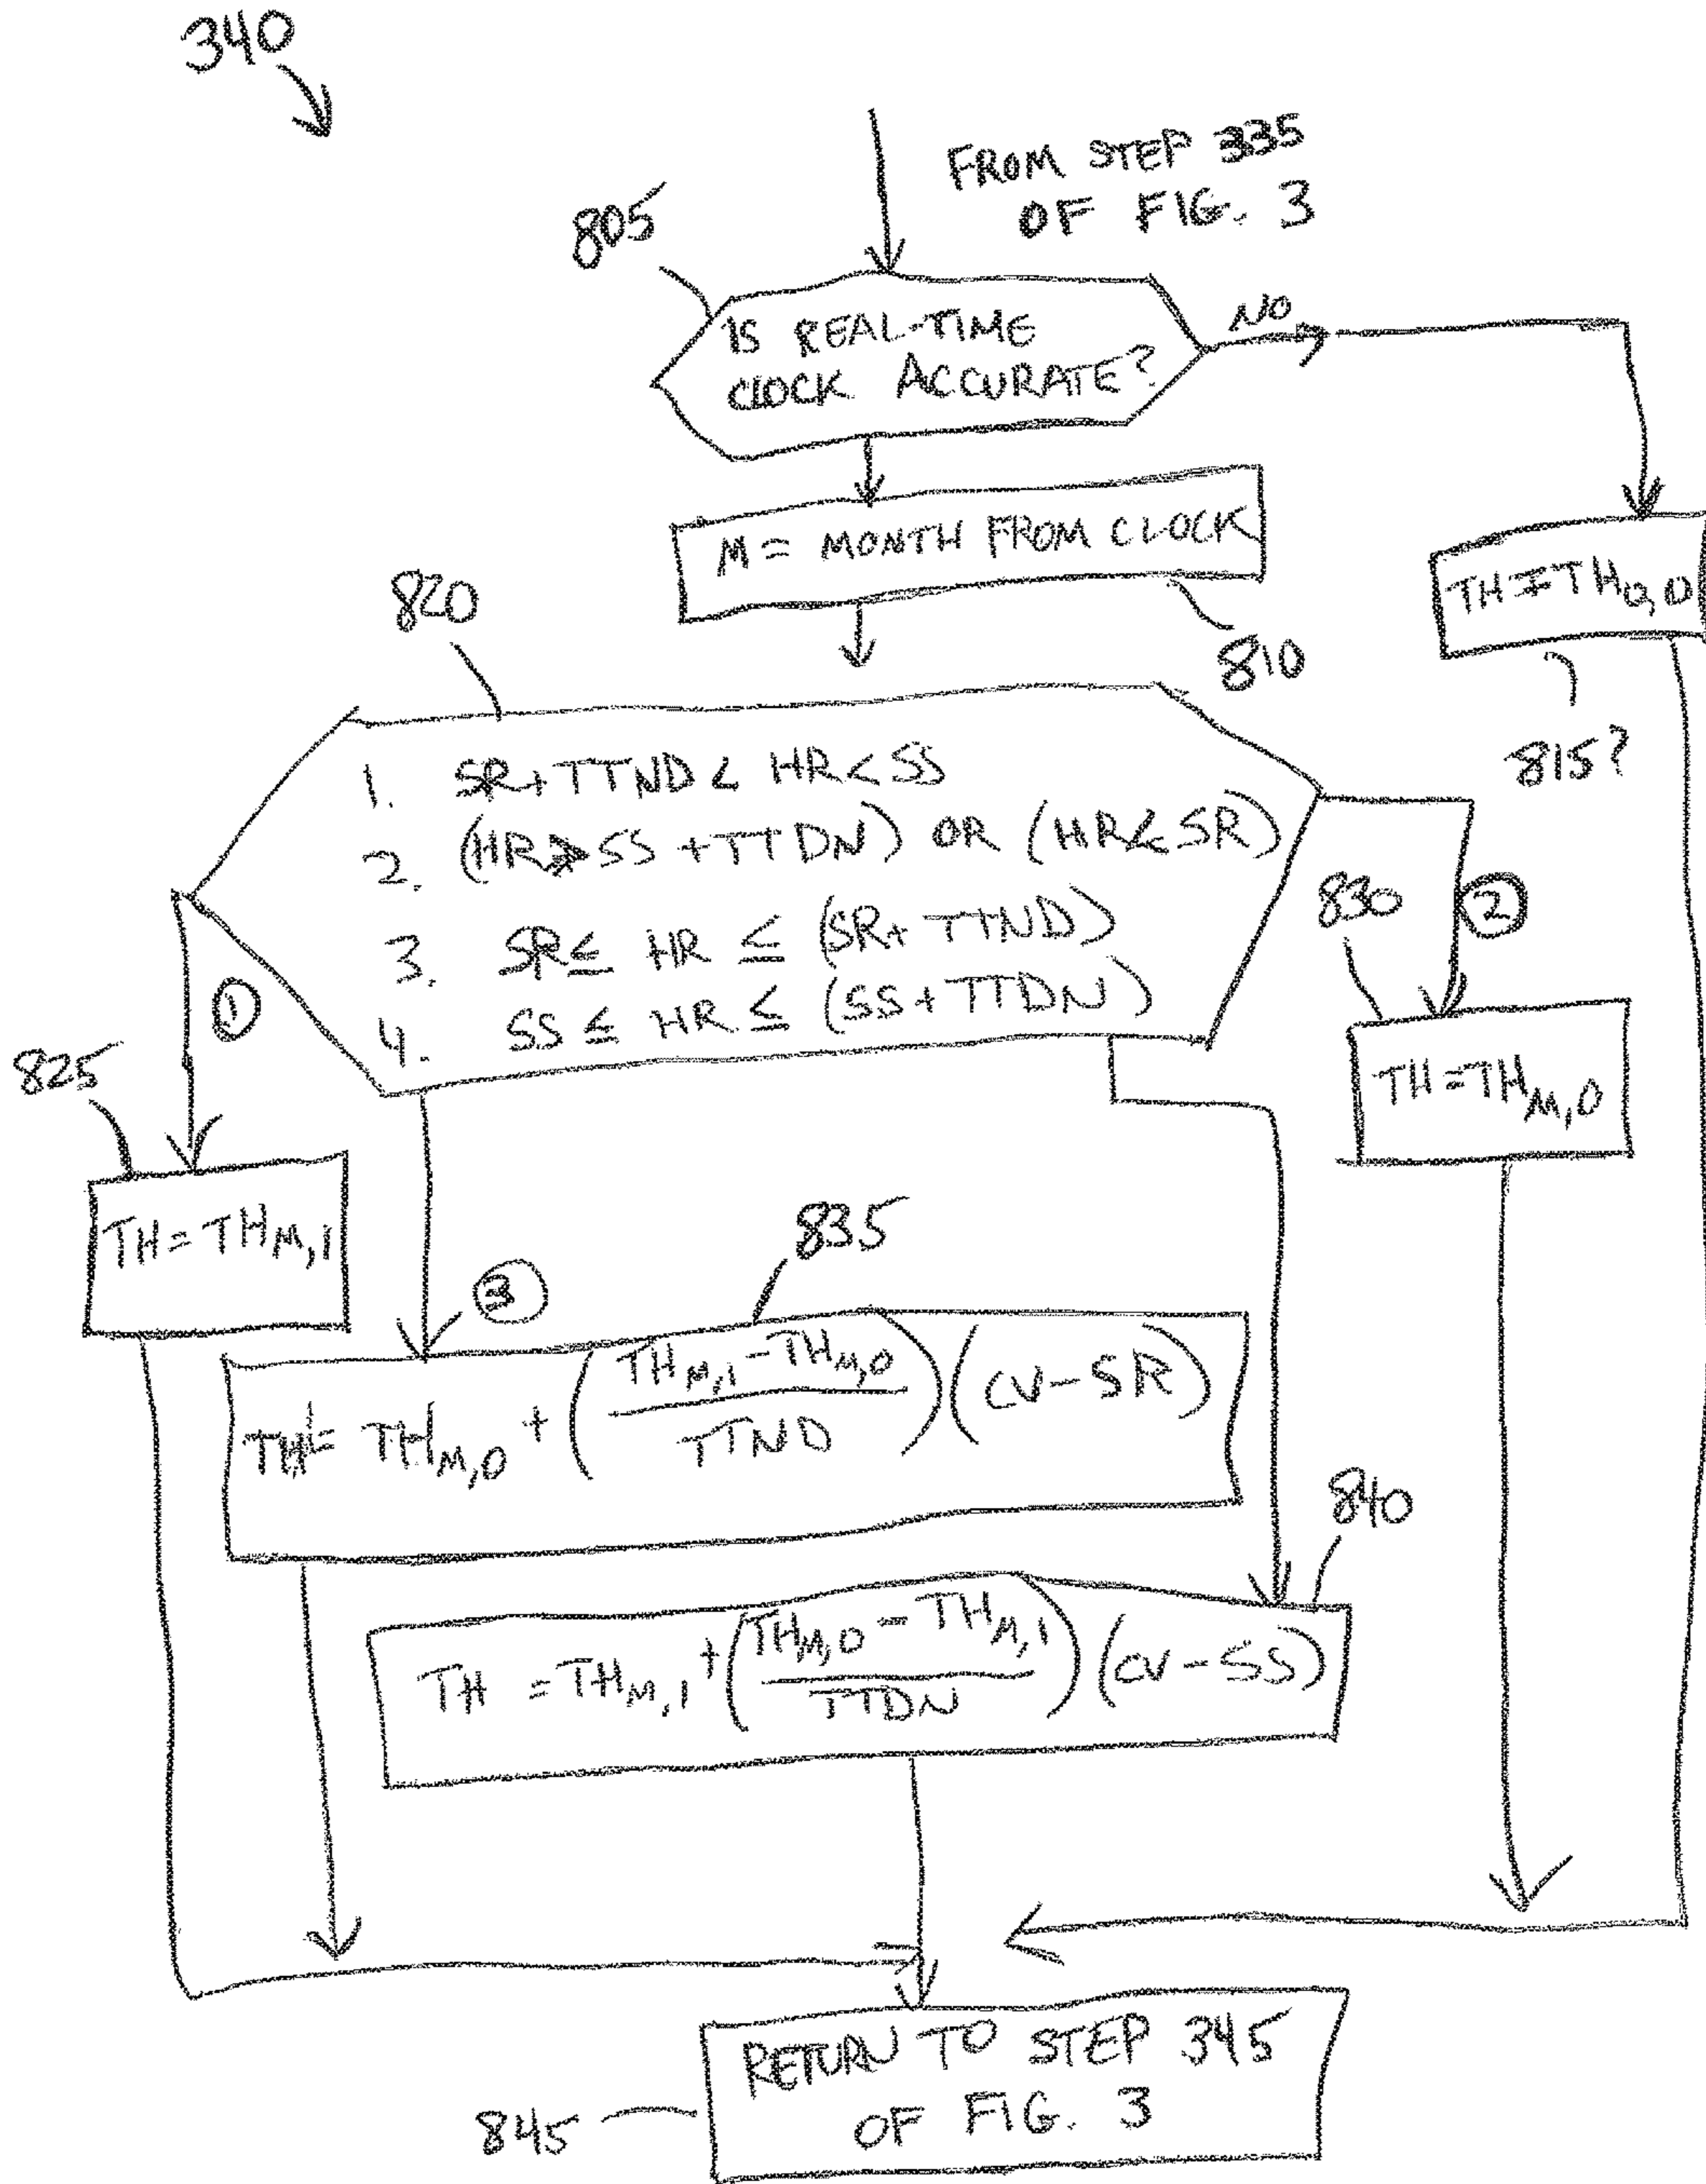 340
FROM STEP 335
OF FIG. 3
805
IS REAL-TIME
CLOCK ACCURATE?
NO
M = MONTH FROM CLOCK
810
TH = TH0,0
815?
820
1. SR+TTND < HR < SS
2. (HR > SS + TTDN) OR (HR < SR)
3. SR ≤ HR ≤ (SR+ TTND)
4. SS ≤ HR ≤ (SS+TTDN)
1
2
825
TH = THM,1
830
TH = THM,0
3
835
TH = THM,0 + ((THM,1 - THM,0) / TTND) (CV - SR)
840
TH = THM,1 + ((THM,0 - THM,1) / TTDN) (CV - SS)
RETURN TO STEP 345
OF FIG. 3
845